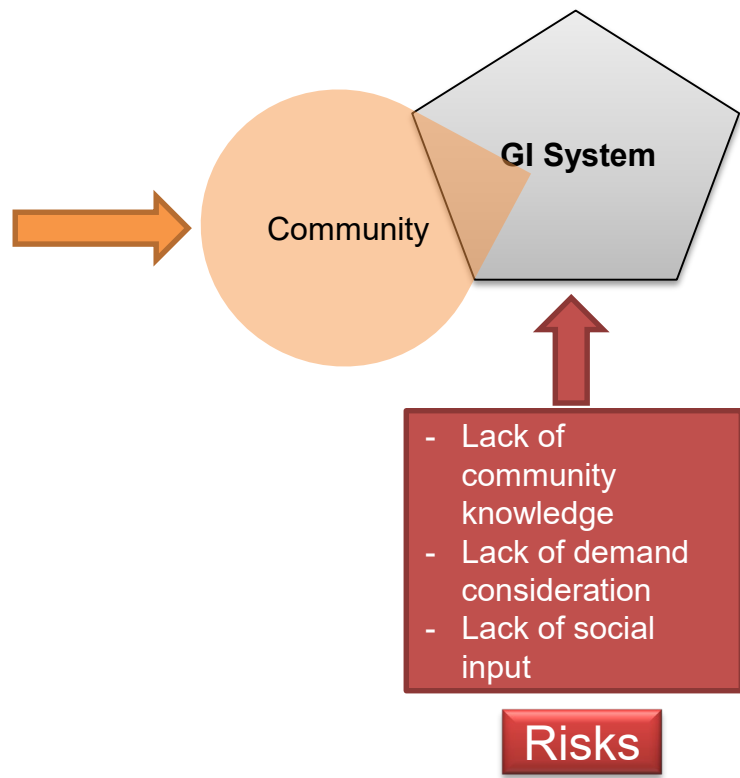 GI System
Community
- Lack of
community
knowledge
- Lack of demand
consideration
- Lack of social
input
Risks